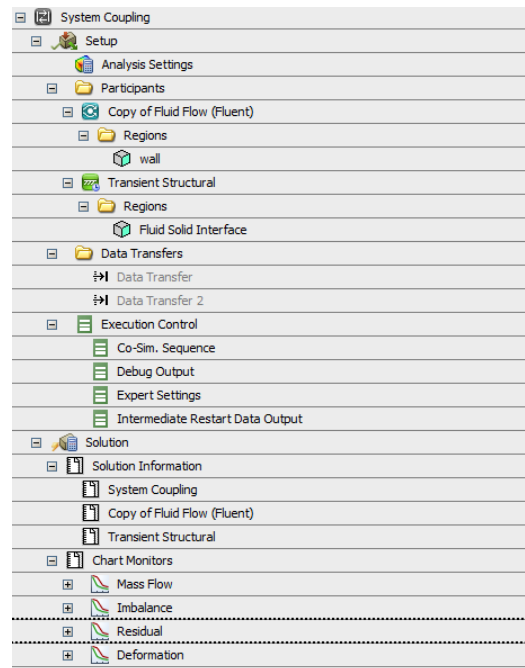 System Coupling
Setup
Analysis Settings
Participants
Copy of Fluid Flow (Fluent)
Regions
wall
Transient Structural
Regions
Fluid Solid Interface
Data Transfers
Data Transfer
Data Transfer 2
Execution Control
Co-Sim. Sequence
Debug Output
Expert Settings
Intermediate Restart Data Output
Solution
Solution Information
System Coupling
Copy of Fluid Flow (Fluent)
Transient Structural
Chart Monitors
Mass Flow
Imbalance
Residual
Deformation